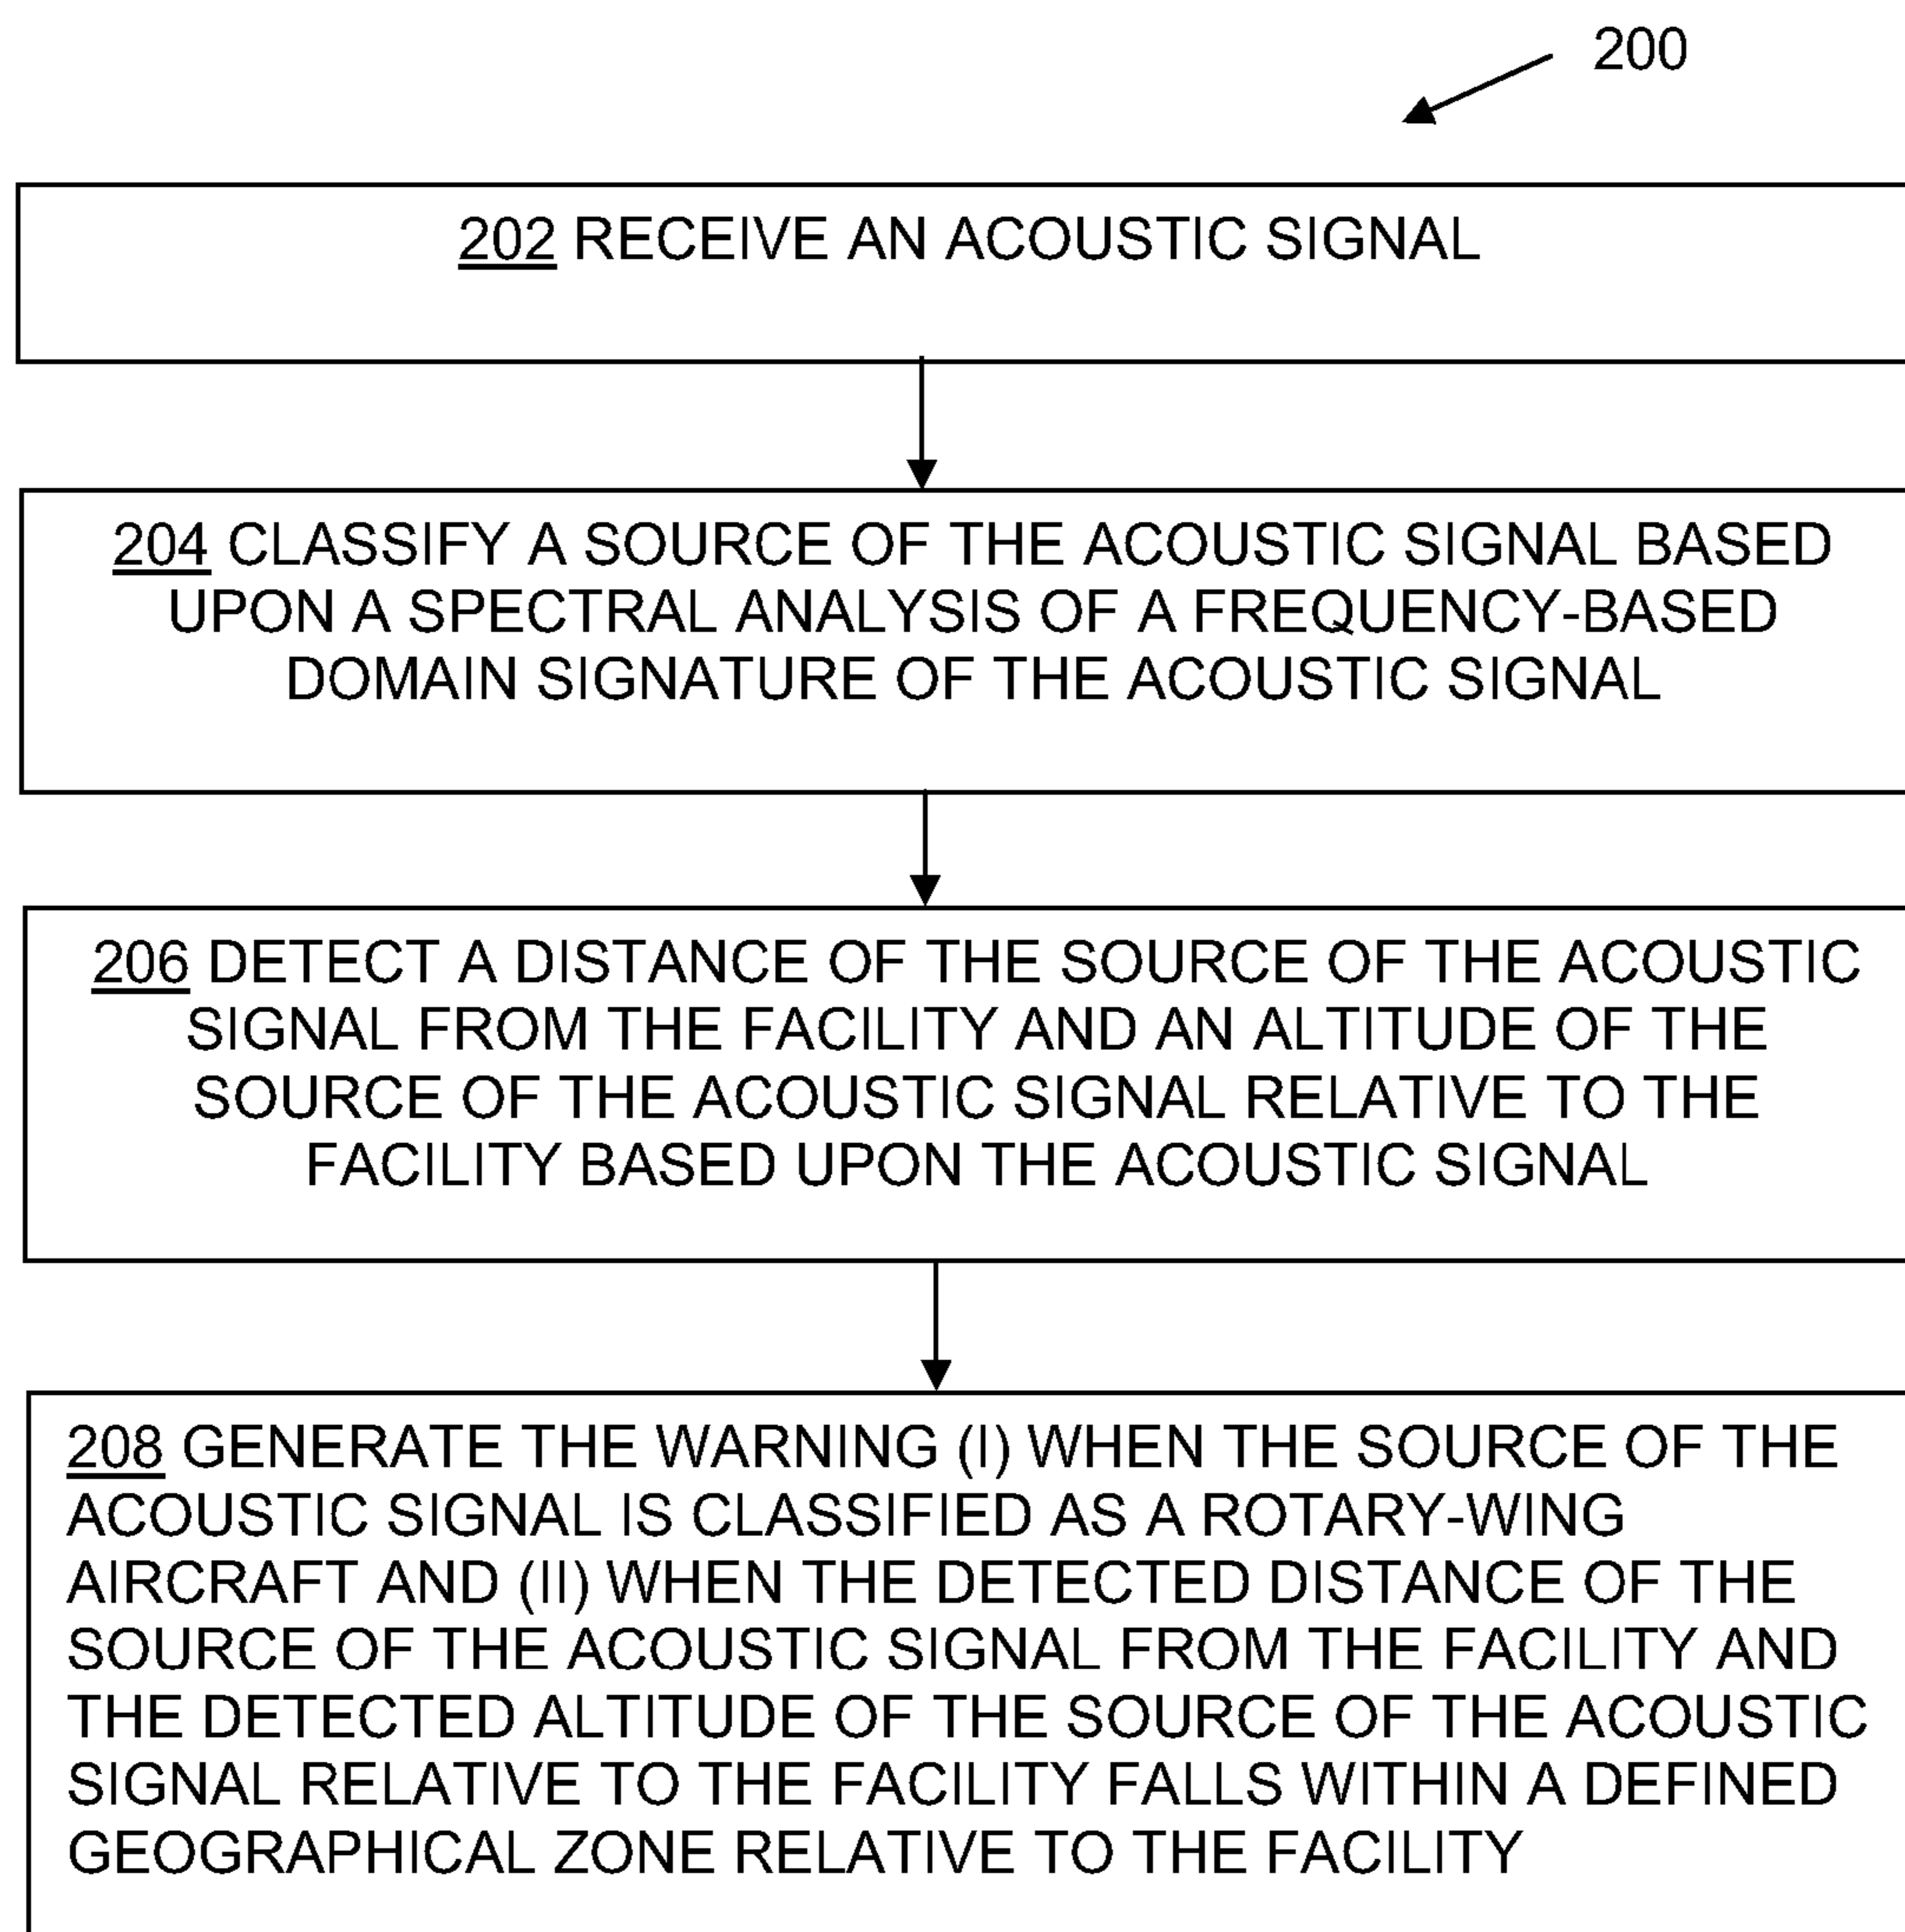 200
202 RECEIVE AN ACOUSTIC SIGNAL
204 CLASSIFY A SOURCE OF THE ACOUSTIC SIGNAL BASED
UPON A SPECTRAL ANALYSIS OF A FREQUENCY-BASED
DOMAIN SIGNATURE OF THE ACOUSTIC SIGNAL
206 DETECT A DISTANCE OF THE SOURCE OF THE ACOUSTIC
SIGNAL FROM THE FACILITY AND AN ALTITUDE OF THE
SOURCE OF THE ACOUSTIC SIGNAL RELATIVE TO THE
FACILITY BASED UPON THE ACOUSTIC SIGNAL
208 GENERATE THE WARNING (I) WHEN THE SOURCE OF THE
ACOUSTIC SIGNAL IS CLASSIFIED AS A ROTARY-WING
AIRCRAFT AND (II) WHEN THE DETECTED DISTANCE OF THE
SOURCE OF THE ACOUSTIC SIGNAL FROM THE FACILITY AND
THE DETECTED ALTITUDE OF THE SOURCE OF THE ACOUSTIC
SIGNAL RELATIVE TO THE FACILITY FALLS WITHIN A DEFINED
GEOGRAPHICAL ZONE RELATIVE TO THE FACILITY